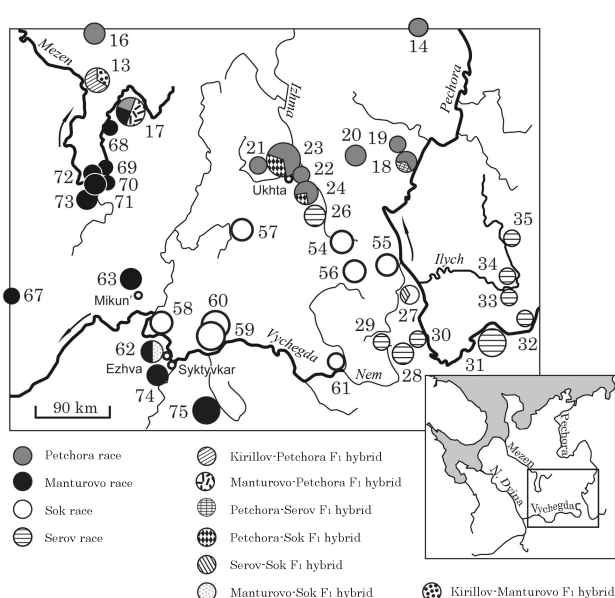 16
14
Mezen
13
Izhma
Pechora
17
68
21
23
20
19
22
18
72
69
Ukhta
24
70
73
71
26
35
57
54
55
56
Ilych
34
63
67
Mikun'
58
60
27
33
59
29
30
32
62
Vychegda
Ezhva
Syktyvkar
Nem
28
31
74
61
75
90 km
Petchora race
Manturovo race
Sok race
Serov race
Kirillov-Petchora F1 hybrid
Manturovo-Petchora F1 hybrid
Petchora-Serov F1 hybrid
Petchora-Sok F1 hybrid
Serov-Sok F1 hybrid
Manturovo-Sok F1 hybrid
Kirillov-Manturovo F1 hybrid
Pechora
Mezen
N. Dvina
Vychegda